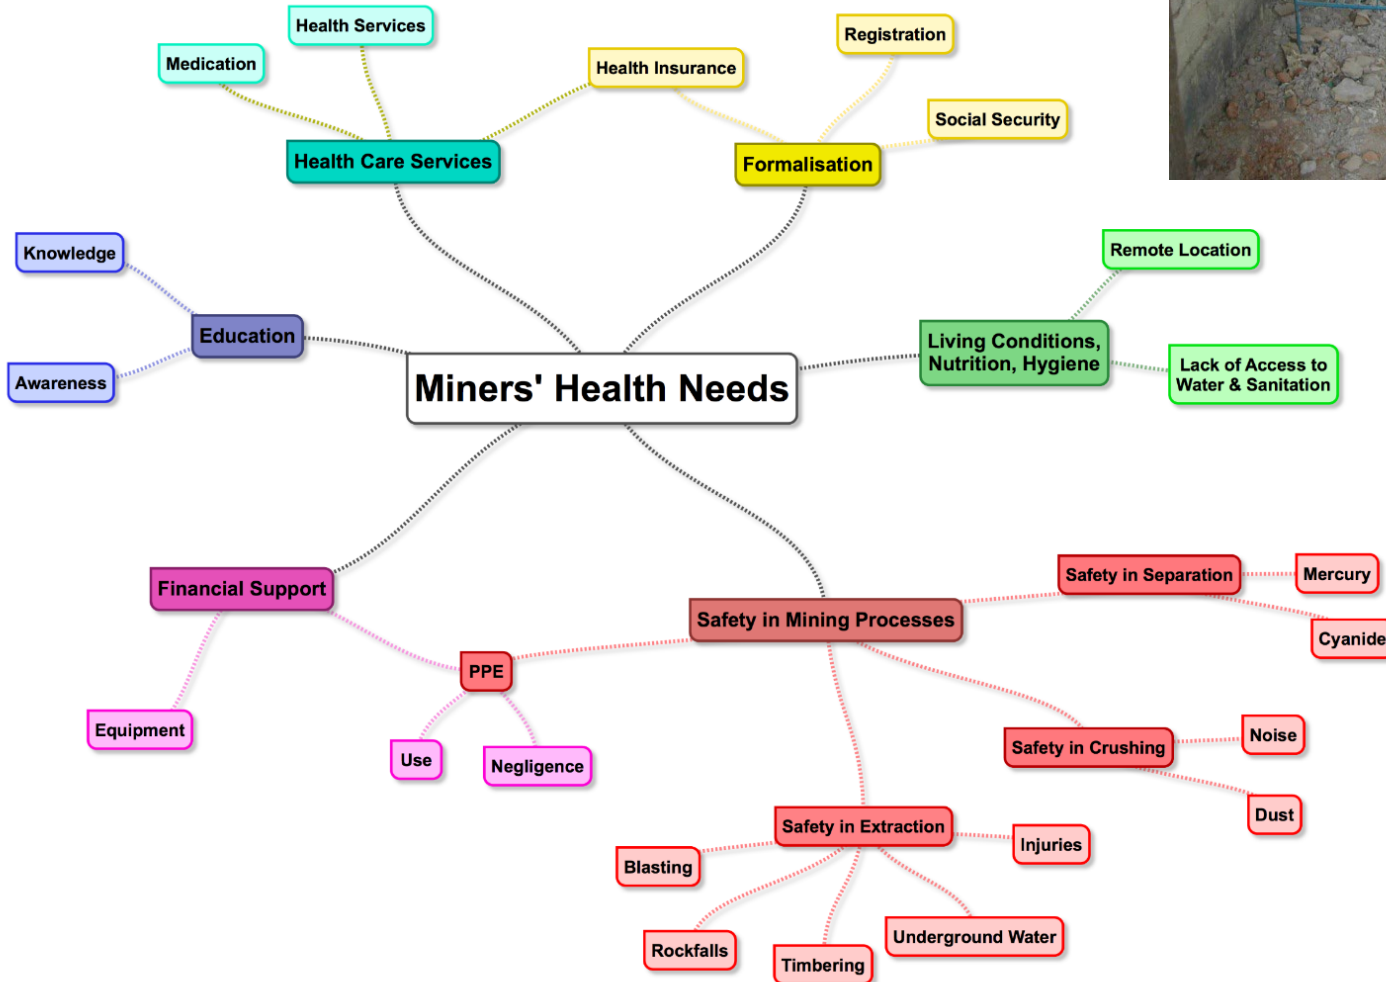 Health Services
Medication
Health Insurance
Registration
Social Security
Health Care Services
Formalisation
Knowledge
Education
Awareness
Miners' Health Needs
Remote Location
Living Conditions,
Nutrition, Hygiene
Lack of Access to
Water & Sanitation
Financial Support
Equipment
PPE
Use
Negligence
Safety in Mining Processes
Safety in Separation
Mercury
Cyanide
Safety in Crushing
Noise
Dust
Safety in Extraction
Injuries
Blasting
Rockfalls
Timbering
Underground Water